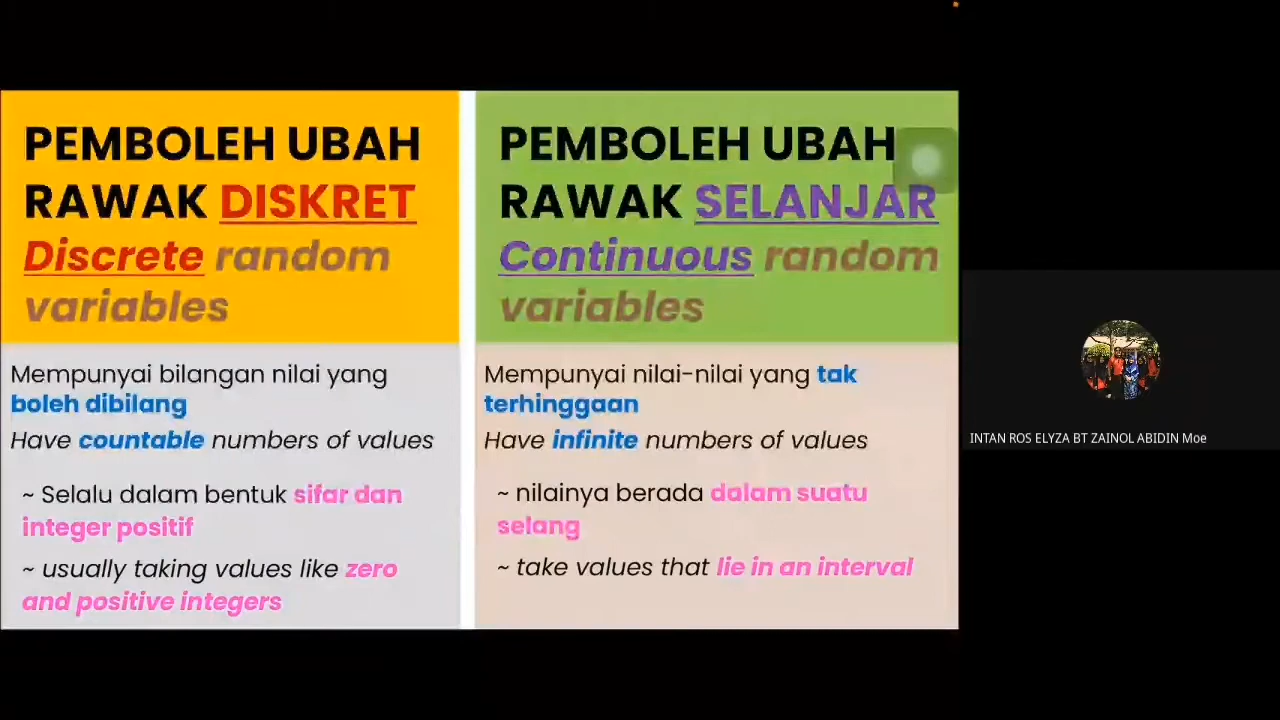 PEMBOLEH UBAH
RAWAK DISKRET
Discrete random
variables
Mempunyai bilangan nilai yang
boleh dibilang
Have countable numbers of values
~ Selalu dalam bentuk sifar dan
integer positif
~ usually taking values like zero
and positive integers
PEMBOLEH UBAH
RAWAK SELANJAR
Continuous random
variables
Mempunyai nilai-nilai yang tak
terhinggaan
Have infinite numbers of values
~ nilainya berada dalam suatu
selang
~ take values that lie in an interval
INTAN ROS ELYZA BT ZAINOL ABIDIN Moe